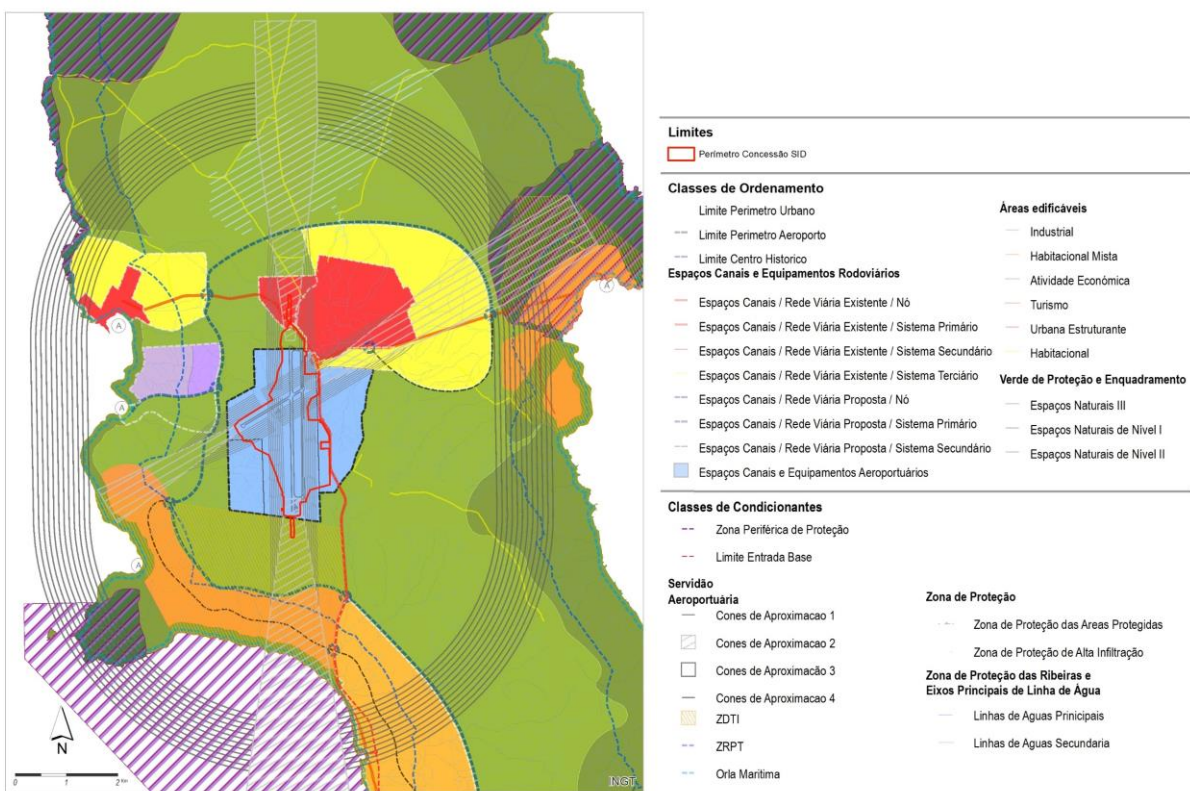 A
A
A
N
0 1 2 Km
INGT
Limites
Perímetro Concessão SID
Classes de Ordenamento
Limite Perimetro Urbano
Limite Perimetro Aeroporto
Limite Centro Historico
Espaços Canais e Equipamentos Rodoviários
Espaços Canais / Rede Viária Existente / Nó
Espaços Canais / Rede Viária Existente / Sistema Primário
Espaços Canais / Rede Viária Existente / Sistema Secundário
Espaços Canais / Rede Viária Existente / Sistema Terciário
Espaços Canais / Rede Viária Proposta / Nó
Espaços Canais / Rede Viária Proposta / Sistema Primário
Espaços Canais / Rede Viária Proposta / Sistema Secundário
Espaços Canais e Equipamentos Aeroportuários
Áreas edificáveis
Industrial
Habitacional Mista
Atividade Económica
Turismo
Urbana Estruturante
Habitacional
Verde de Proteção e Enquadramento
Espaços Naturais III
Espaços Naturais de Nível I
Espaços Naturais de Nível II
Classes de Condicionantes
Zona Periférica de Proteção
Limite Entrada Base
Servidão
Aeroportuária
Cones de Aproximacao 1
Cones de Aproximacao 2
Cones de Aproximacão 3
Cones de Aproximacao 4
ZDTI
ZRPT
Orla Maritima
Zona de Proteção
Zona de Proteção das Areas Protegidas
Zona de Proteção de Alta Infiltração
Zona de Proteção das Ribeiras e
Eixos Principais de Linha de Água
Linhas de Aguas Prinicipais
Linhas de Aguas Secundaria